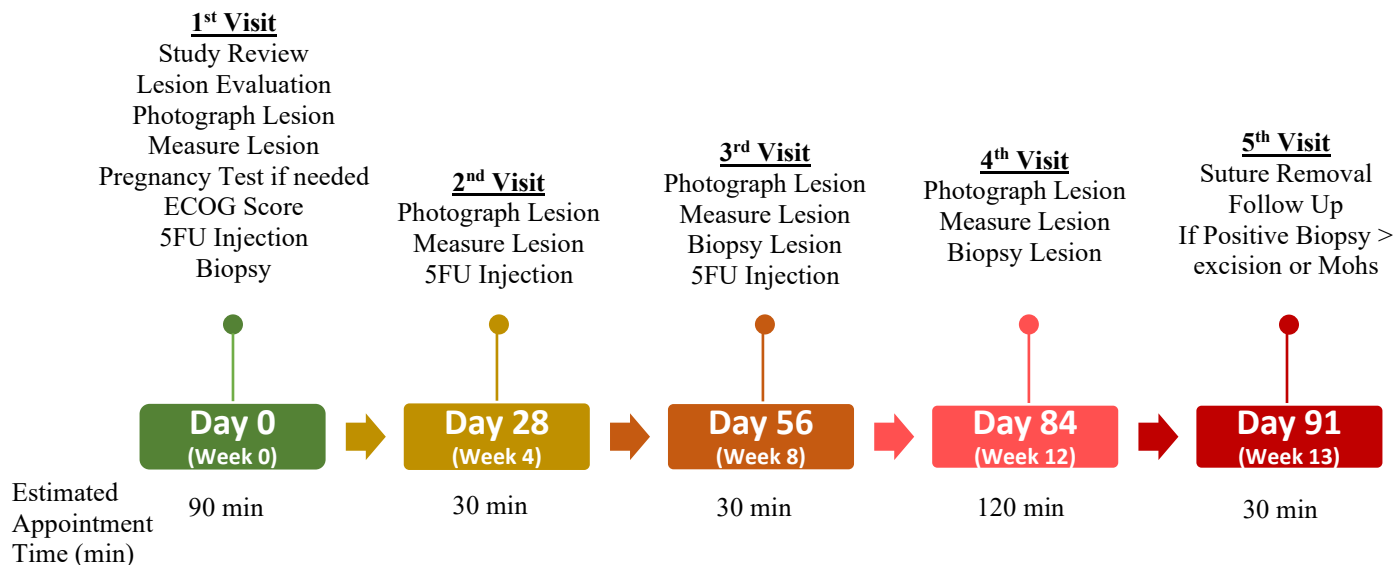 1st Visit
Study Review
Lesion Evaluation
Photograph Lesion
Measure Lesion
Pregnancy Test if needed
ECOG Score
5FU Injection
Biopsy
2nd Visit
Photograph Lesion
Measure Lesion
5FU Injection
3rd Visit
Photograph Lesion
Measure Lesion
Biopsy Lesion
5FU Injection
4th Visit
Photograph Lesion
Measure Lesion
Biopsy Lesion
5th Visit
Suture Removal
Follow Up
If Positive Biopsy >
excision or Mohs
Day 0
(Week 0)
Day 28
(Week 4)
Day 56
(Week 8)
Day 84
(Week 12)
Day 91
(Week 13)
Estimated
Appointment
Time (min)
90 min
30 min
30 min
120 min
30 min